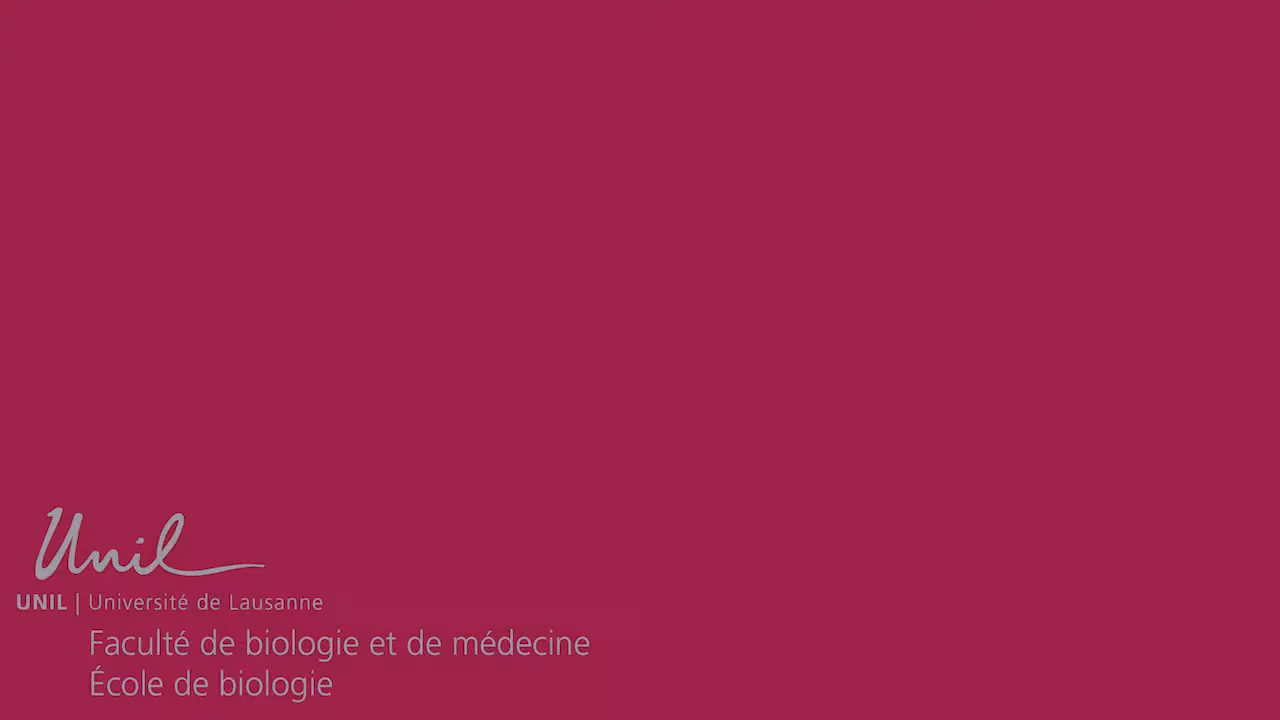 Unil
UNIL | Université de Lausanne
Faculté de biologie et de médecine
École de biologie